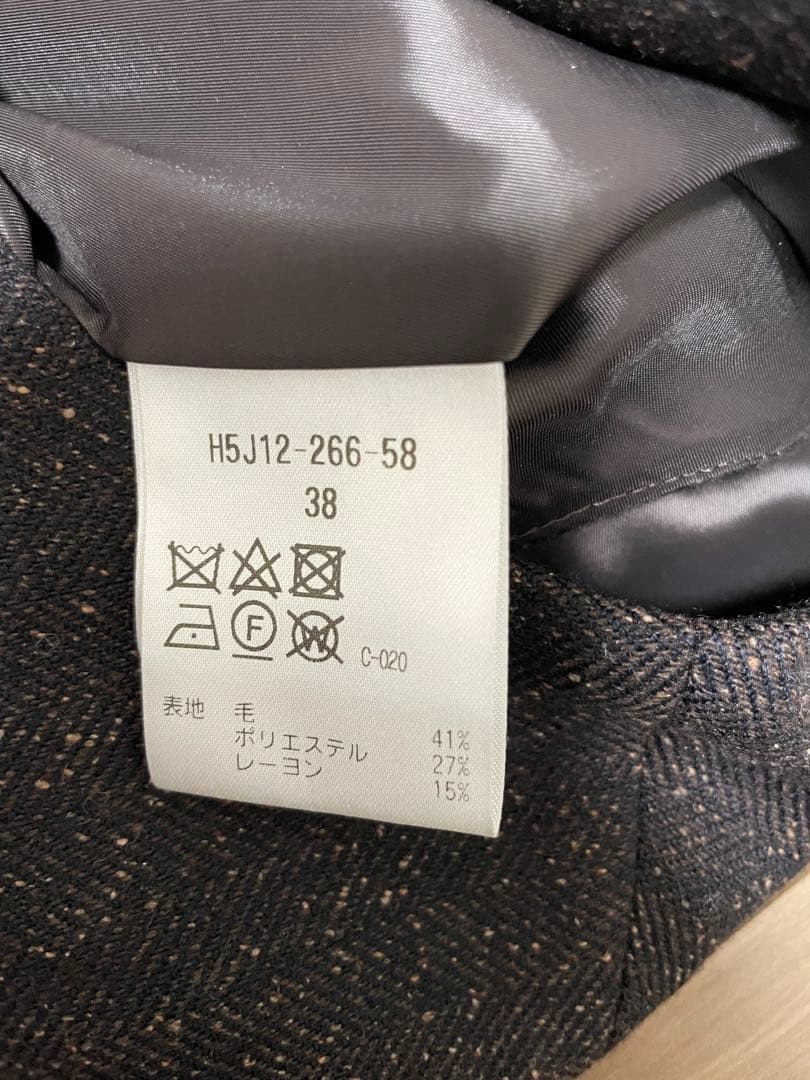 H5J12-266-58
38
F W C-020
表地 毛 41%
ポリエステル 27%
レーヨン 15%